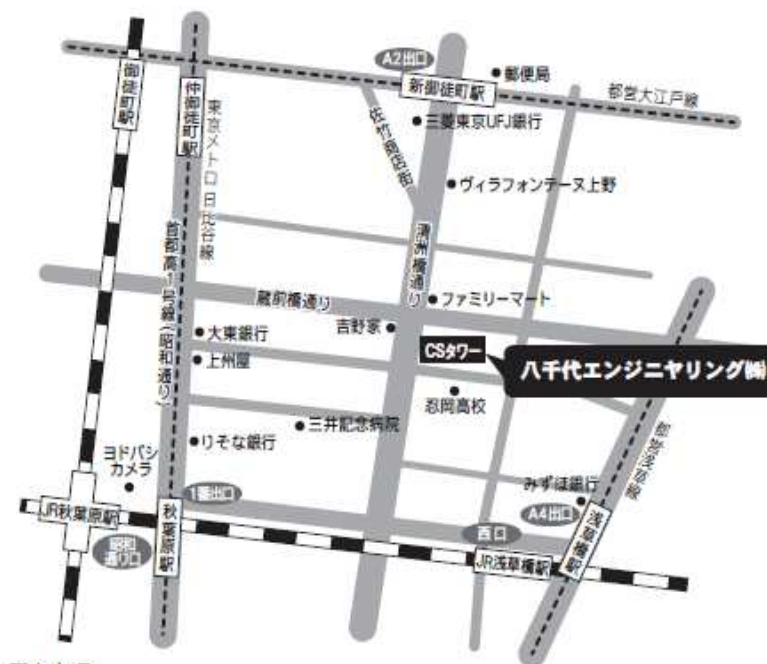 A2出口
郵便局
御徒町駅
仲御徒町駅
新御徒町駅
都営大江戸線
東京メトロ日比谷線
佐竹商店街
三菱東京UFJ銀行
ヴィラフォンテーヌ上野
首都高1号線(昭和通り)
清洲橋通り
蔵前橋通り
ファミリーマート
吉野家
大東銀行
上州屋
CSタワー
八千代エンジニヤリング㈱
忍岡高校
三井記念病院
りそな銀行
都営浅草線
ヨドバシ
カメラ
みずほ銀行
1番出口
A4出口
JR秋葉原駅
秋葉原駅
西口
浅草橋駅
昭和
通り口
JR浅草橋駅